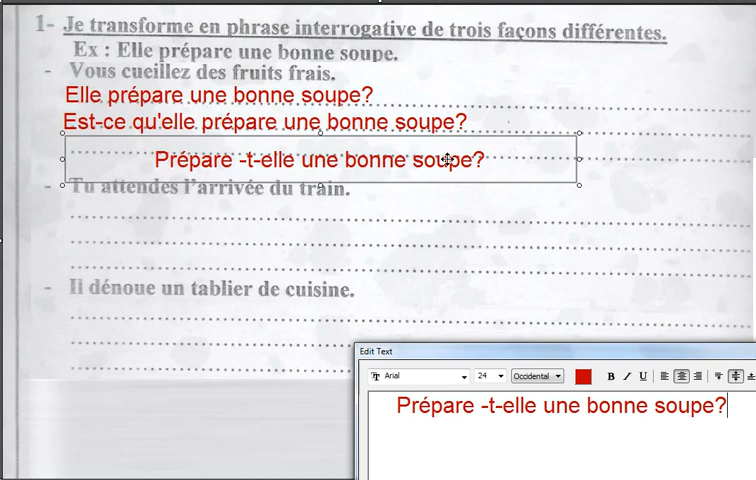 1- Je transforme en phrase interrogative de trois façons différentes.
Ex : Elle prépare une bonne soupe.
- Vous cueillez des fruits frais.
Elle prépare une bonne soupe?
Est-ce qu'elle prépare une bonne soupe?
Prépare -t-elle une bonne soupe?
- Tu attendes l'arrivée du train.
- Il dénoue un tablier de cuisine.
Edit Text
Arial 24 Occidental B I U
Prépare -t-elle une bonne soupe?